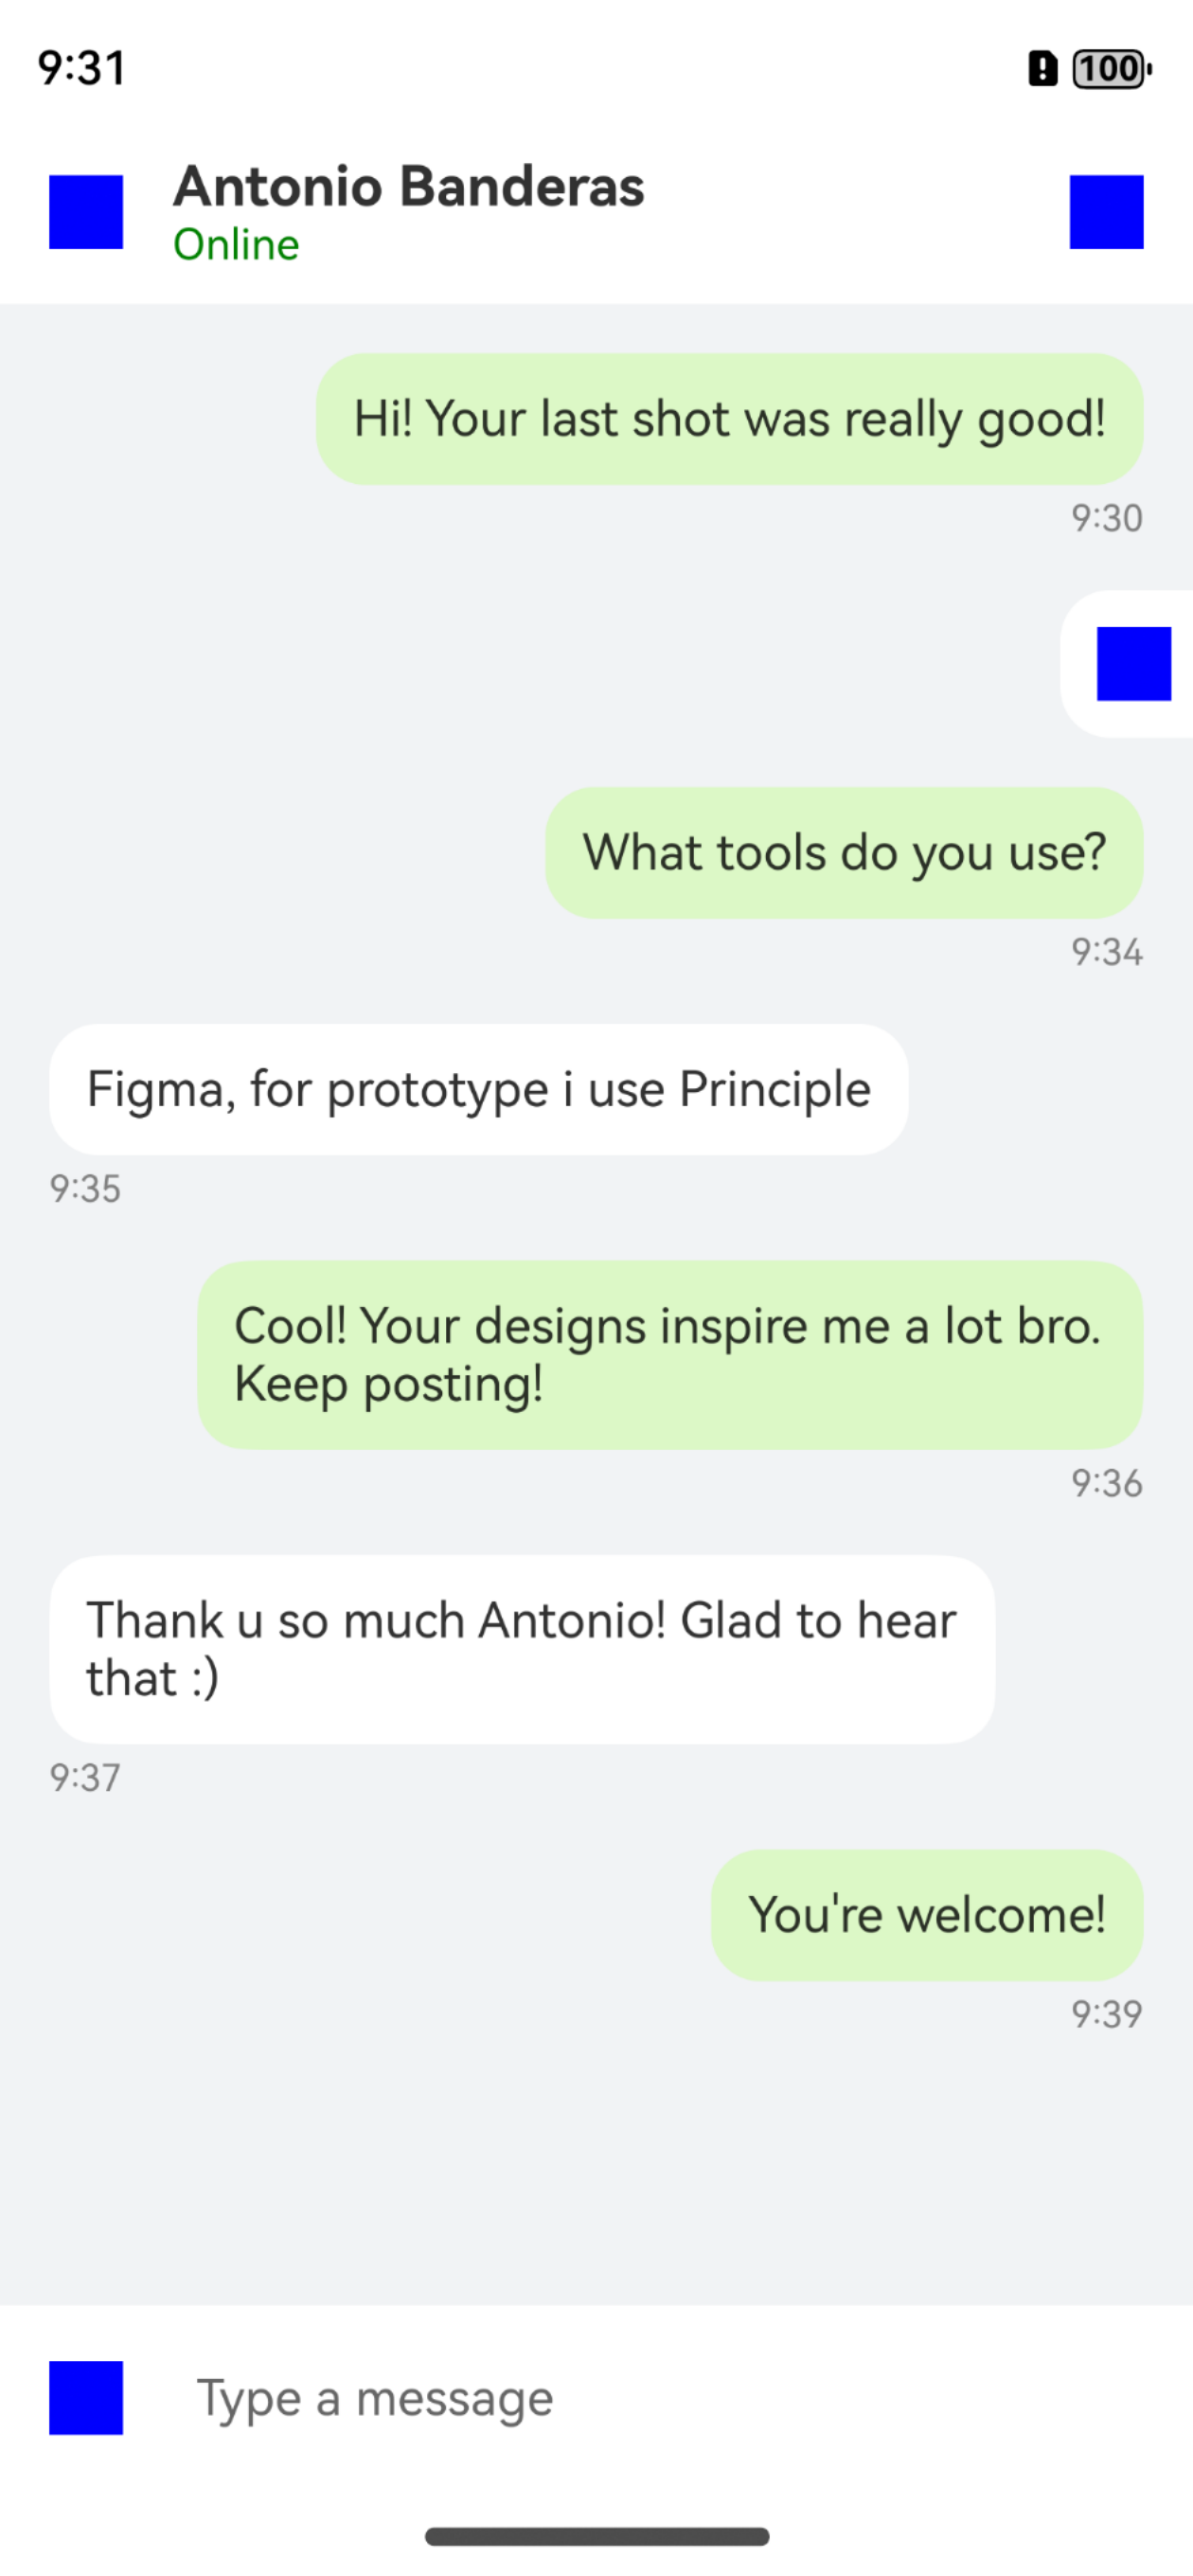 9:31
100
Antonio Banderas
Online
Hi! Your last shot was really good!
9:30
What tools do you use?
9:34
Figma, for prototype i use Principle
9:35
Cool! Your designs inspire me a lot bro.
Keep posting!
9:36
Thank u so much Antonio! Glad to hear
that :)
9:37
You're welcome!
9:39
Type a message